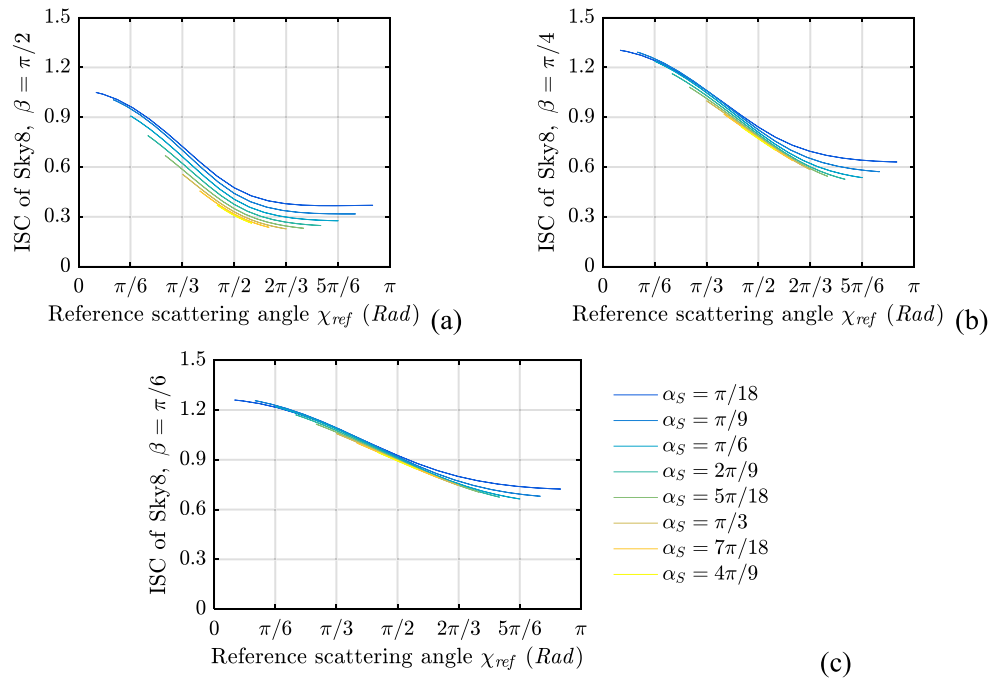 1.5
1.2
0.9
0.6
0.3
0
ISC of Sky8, β = π/2
0 π/6 π/3 π/2 2π/3 5π/6 π
Reference scattering angle χref (Rad)
(a)
1.5
1.2
0.9
0.6
0.3
0
ISC of Sky8, β = π/4
0 π/6 π/3 π/2 2π/3 5π/6 π
Reference scattering angle χref (Rad)
(b)
1.5
1.2
0.9
0.6
0.3
0
ISC of Sky8, β = π/6
0 π/6 π/3 π/2 2π/3 5π/6 π
Reference scattering angle χref (Rad)
αS = π/18
αS = π/9
αS = π/6
αS = 2π/9
αS = 5π/18
αS = π/3
αS = 7π/18
αS = 4π/9
(c)